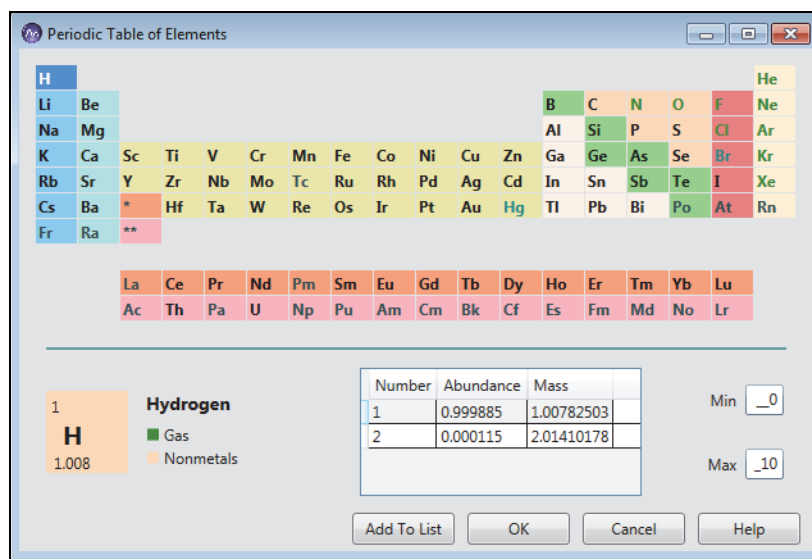 Periodic Table of Elements
H He
Li Be B C N O F Ne
Na Mg Al Si P S Cl Ar
K Ca Sc Ti V Cr Mn Fe Co Ni Cu Zn Ga Ge As Se Br Kr
Rb Sr Y Zr Nb Mo Tc Ru Rh Pd Ag Cd In Sn Sb Te I Xe
Cs Ba * Hf Ta W Re Os Ir Pt Au Hg Tl Pb Bi Po At Rn
Fr Ra **
La Ce Pr Nd Pm Sm Eu Gd Tb Dy Ho Er Tm Yb Lu
Ac Th Pa U Np Pu Am Cm Bk Cf Es Fm Md No Lr
1
H
1.008
Hydrogen
Gas
Nonmetals
Number Abundance Mass
1 0.999885 1.00782503
2 0.000115 2.01410178
Min __0
Max _10
Add To List OK Cancel Help